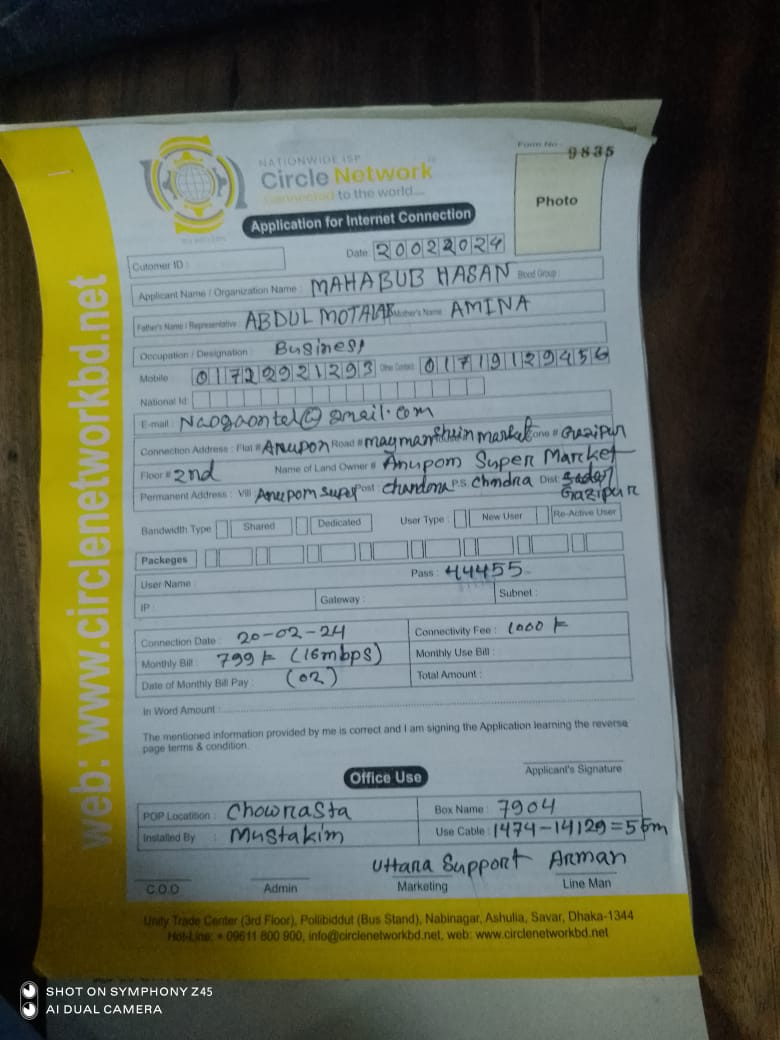 Form No : 9835
NATIONWIDE ISP
Circle Network
Connected to the world....
Photo
Application for Internet Connection
Date 20022024
Cutomer ID :
Applicant Name / Organization Name : MAHABUB HASAN Blood Group :
Father's Name / Representative ABDUL MOTALAB Mother's Name AMINA
Occupation / Designation : Business
Mobile : 01729921293 Other Contact : 01719129456
National Id:
E-mail : Naogaontel@gmail.com
Connection Address : Flat # Anupon Road # Market Zone # Gazipur
Floor # 2nd Name of Land Owner # Anupom Super Market
Permanent Address : Vill Anupom super Post Chandona P.S. Chndra Dist: Sadar
Gazipur
Bandwidth Type Shared Dedicated User Type : New User Re-Active User
Packeges
User Name : Pass : 44455
IP : Gateway : Subnet :
Connection Date : 20-02-24 Connectivity Fee : 1000
Monthly Bill : 799 (16mbps) Monthly Use Bill :
Date of Monthly Bill Pay : (02) Total Amount :
In Word Amount :
The mentioned information provided by me is correct and I am signing the Application learning the reverse
page terms & condition.
Applicant's Signature
Office Use
POP Locatition : Chowrasta Box Name : 7904
Installed By : Mustakim Use Cable : 1474-14129=55m
Uttara Support Arman
C.O.O Admin Marketing Line Man
Unity Trade Center (3rd Floor), Pollibiddut (Bus Stand), Nabinagar, Ashulia, Savar, Dhaka-1344
Hot-Line: + 09611 800 900, info@circlenetworkbd.net, web: www.circlenetworkbd.net
web: www.circlenetworkbd.net
SHOT ON SYMPHONY Z45
AI DUAL CAMERA